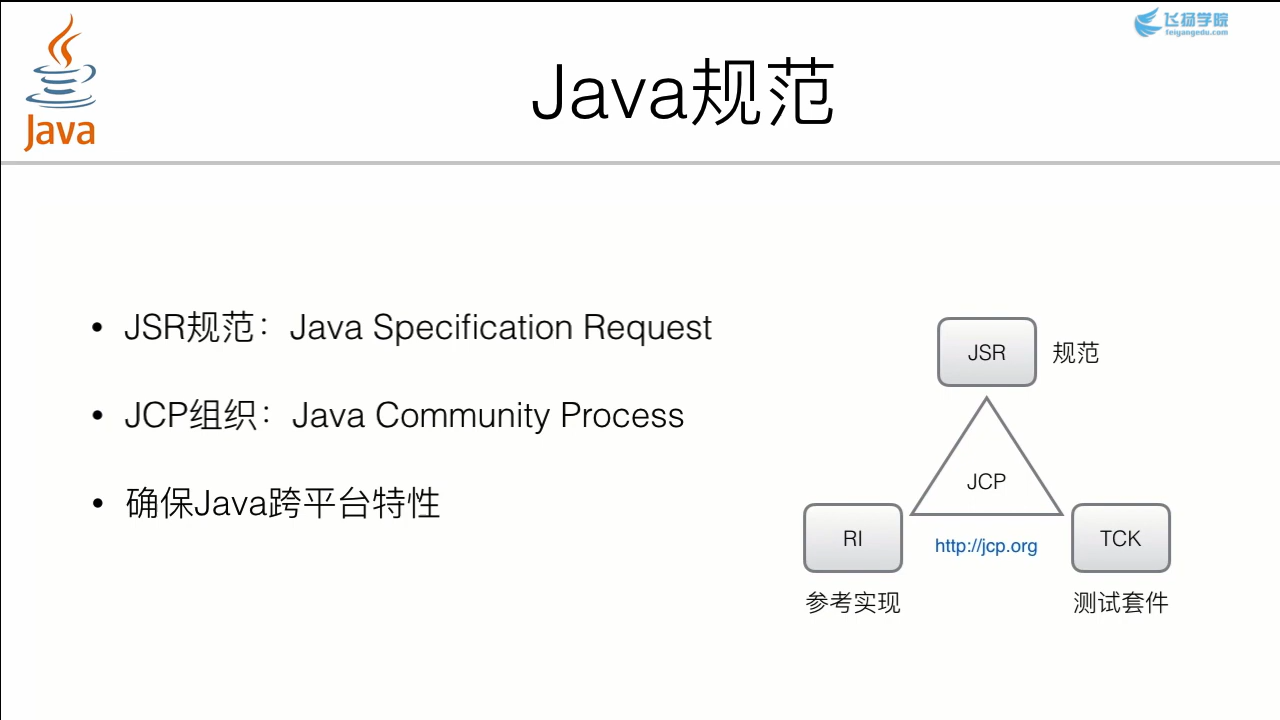 飞扬学院
feiyangedu.com
Java
Java规范
• JSR规范：Java Specification Request
• JCP组织：Java Community Process
• 确保Java跨平台特性
JSR 规范
JCP
RI
http://jcp.org
TCK
参考实现
测试套件